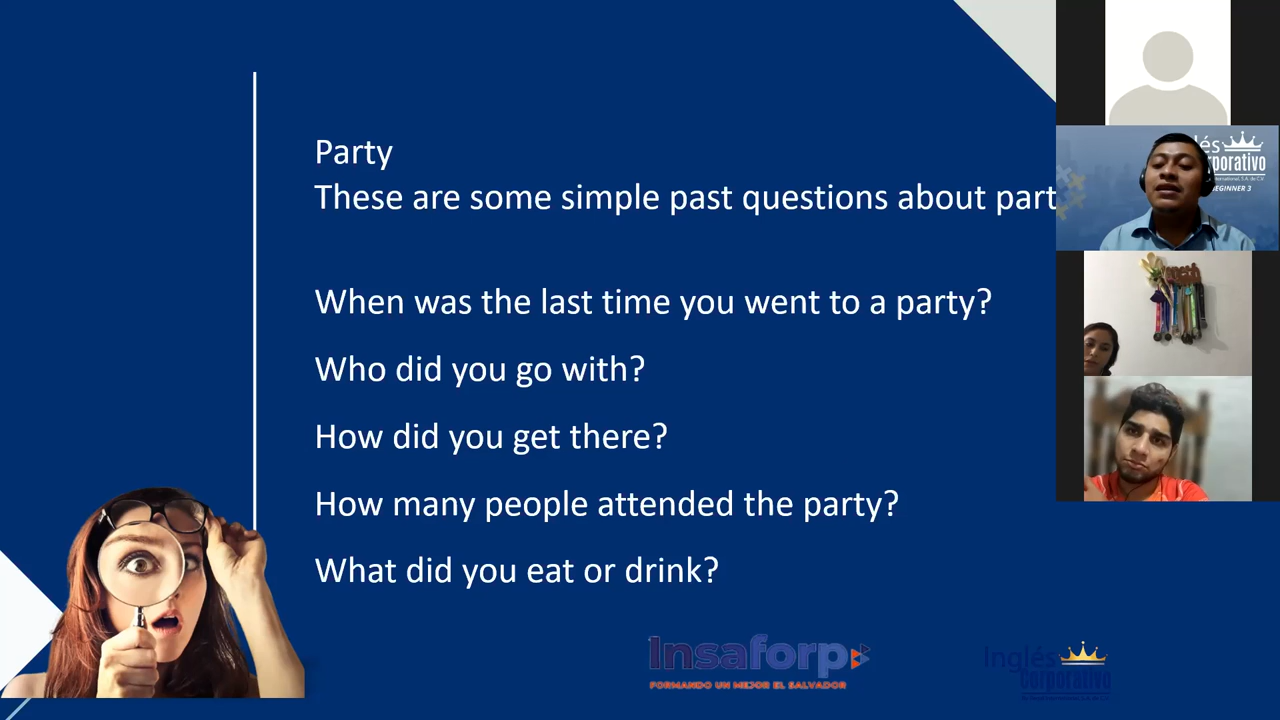 Party
These are some simple past questions about part
When was the last time you went to a party?
Who did you go with?
How did you get there?
How many people attended the party?
What did you eat or drink?
Insaforp
FORMANDO UN MEJOR EL SALVADOR
Inglés
Corporativo
lés
rporativo
BEGINNER 3